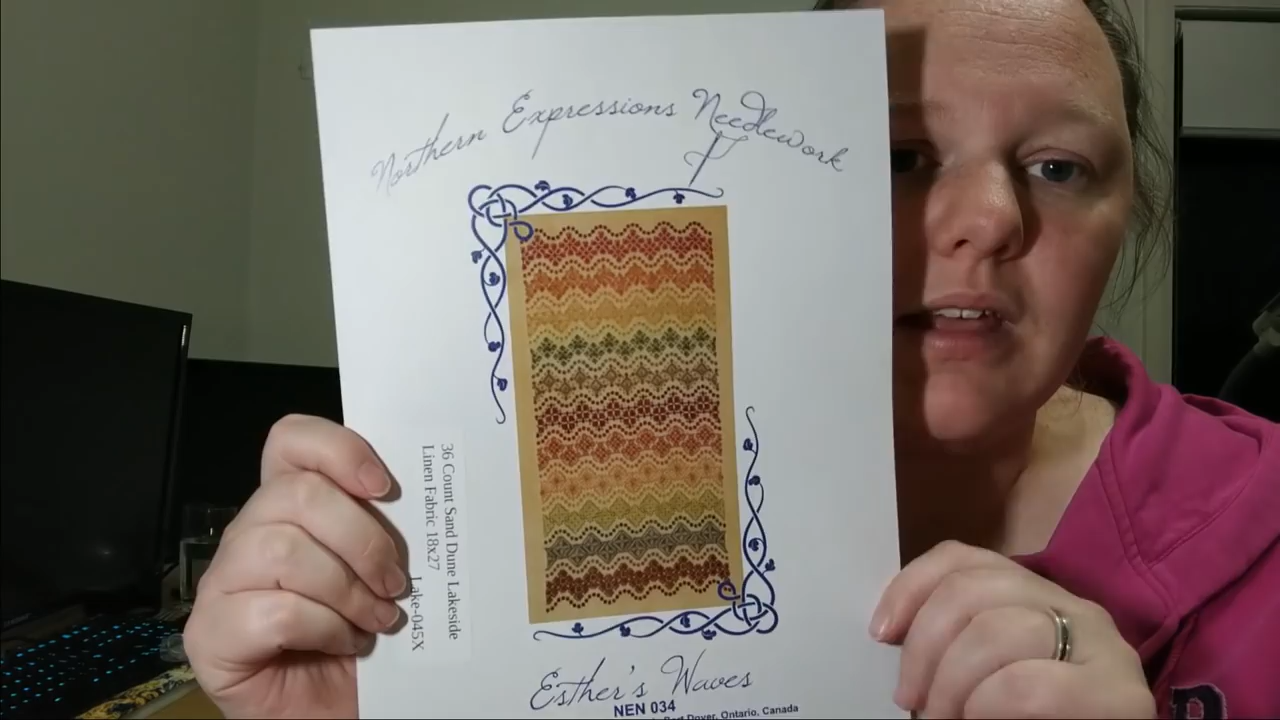 Northern Expressions Needlework
36 Count Sand Dune Lakeside
Linen Fabric 18x27
Lake-045X
Esther's Waves
NEN 034
Dover, Ontario, Canada